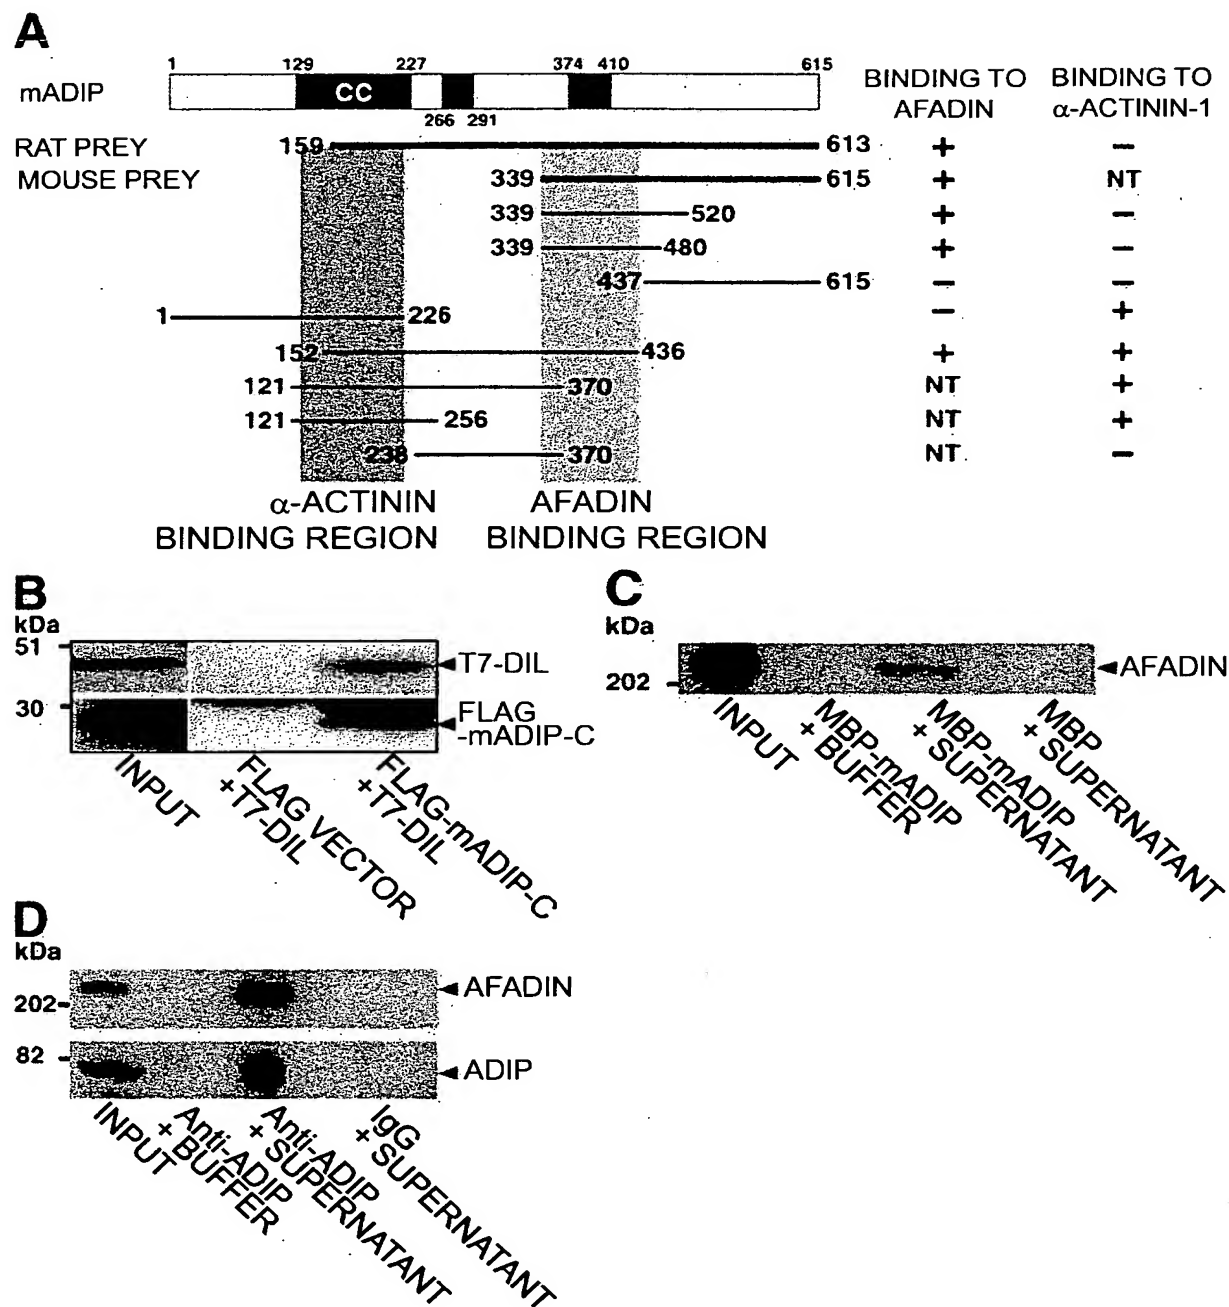 A
1 129 227 374 410 615
mADIP CC
266 291
BINDING TO AFADIN
BINDING TO α-ACTININ-1
RAT PREY 159 613 + −
MOUSE PREY 339 615 + NT
339 520 + −
339 480 + −
437 615 − −
1 226 − +
152 436 + +
121 370 NT +
121 256 NT +
238 370 NT −
α-ACTININ BINDING REGION
AFADIN BINDING REGION
B
kDa
51
T7-DIL
30
FLAG
-mADIP-C
INPUT
FLAG VECTOR
+T7-DIL
FLAG-mADIP-C
+T7-DIL
C
kDa
202
AFADIN
INPUT
MBP-mADIP
+ BUFFER
MBP-mADIP
+ SUPERNATANT
MBP
+ SUPERNATANT
D
kDa
202
AFADIN
82
ADIP
INPUT
Anti-ADIP
+ BUFFER
Anti-ADIP
+ SUPERNATANT
IgG
+ SUPERNATANT